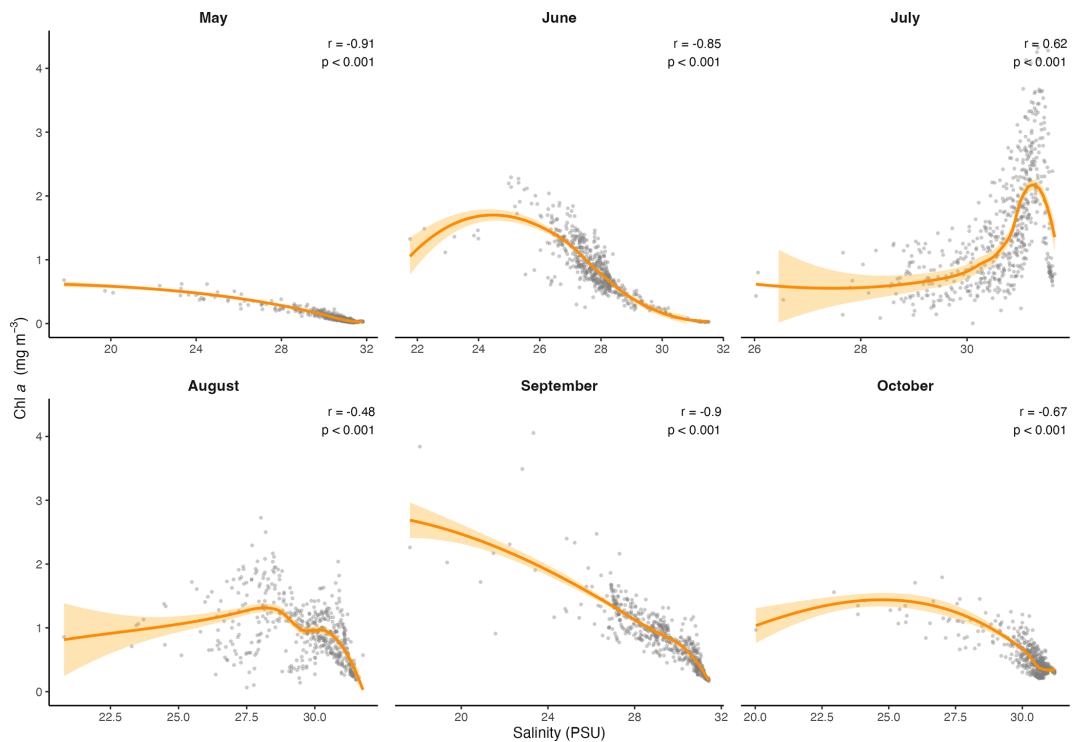 May
June
July
r = -0.91
p < 0.001
r = -0.85
p < 0.001
r = 0.62
p < 0.001
4
3
2
1
0
20
24
28
32
22
24
26
28
30
32
26
28
30
August
September
October
r = -0.48
p < 0.001
r = -0.9
p < 0.001
r = -0.67
p < 0.001
4
3
2
1
0
22.5
25.0
27.5
30.0
20
24
28
32
20.0
22.5
25.0
27.5
30.0
Chl a (mg m⁻³)
Salinity (PSU)